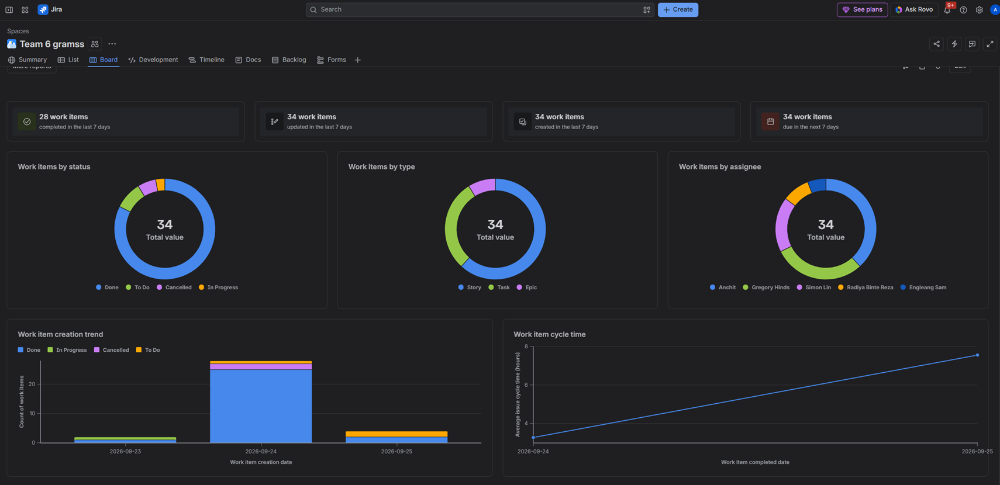 Jira
Search
Create
See plans
Ask Rovo
9+
A
Spaces
Team 6 gramss
Summary
List
Board
Development
Timeline
Docs
Backlog
Forms
More reports
Edit
28 work items
completed in the last 7 days
34 work items
updated in the last 7 days
34 work items
created in the last 7 days
34 work items
due in the next 7 days
Work items by status
34
Total value
Done To Do Cancelled In Progress
Work items by type
34
Total value
Story Task Epic
Work items by assignee
34
Total value
Anchit Gregory Hinds Simon Lin Radiya Binte Reza Engleang Sam
Work item creation trend
Done In Progress Cancelled To Do
Count of work items
20
10
0
2026-09-23 2026-09-24 2026-09-25
Work item creation date
Work item cycle time
Average issue cycle time (hours)
8
6
4
2026-09-24 2026-09-25
Work item completed date